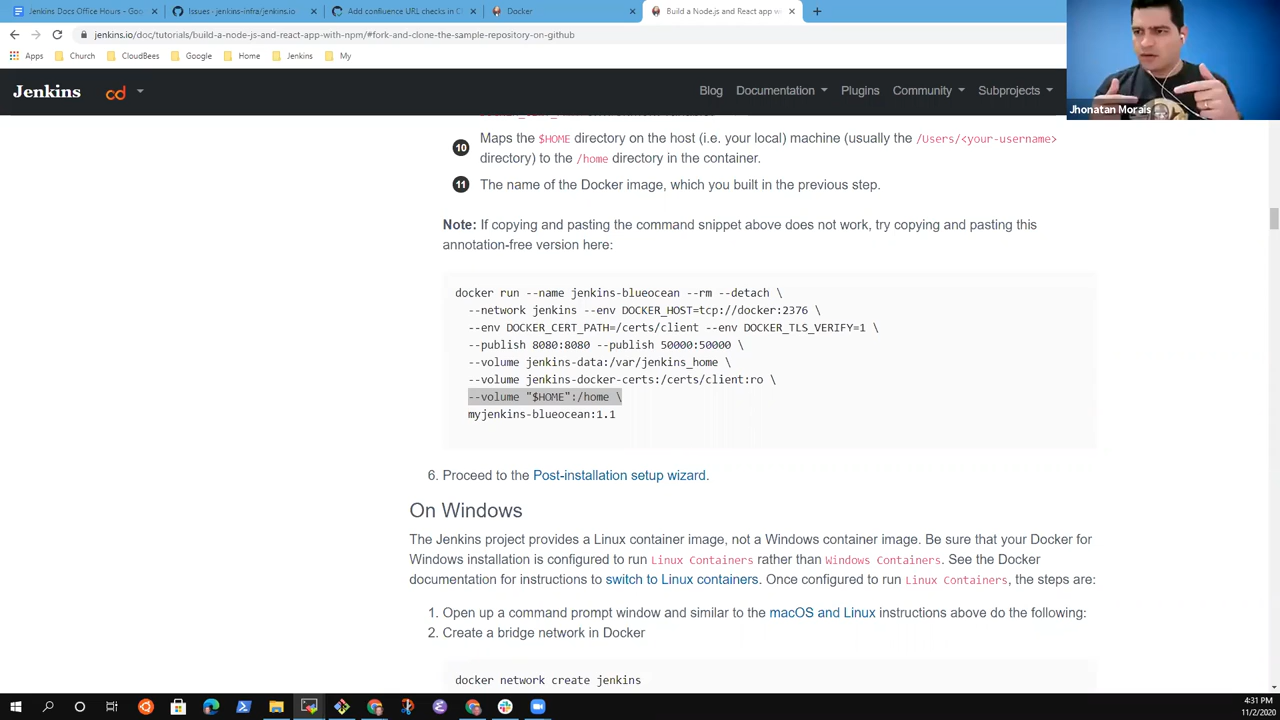 Jenkins Docs Office Hours - Goo
Issues · jenkins-infra/jenkins.io
Add confluence URL checks in C
Docker
Build a Node.js and React app w
jenkins.io/doc/tutorials/build-a-node-js-and-react-app-with-npm/#fork-and-clone-the-sample-repository-on-github
Apps Church CloudBees Google Home Jenkins My
Jenkins cd Blog Documentation Plugins Community Subprojects
Jhonatan Morais
10 Maps the $HOME directory on the host (i.e. your local) machine (usually the /Users/<your-username>
directory) to the /home directory in the container.
11 The name of the Docker image, which you built in the previous step.
Note: If copying and pasting the command snippet above does not work, try copying and pasting this
annotation-free version here:
docker run --name jenkins-blueocean --rm --detach \
--network jenkins --env DOCKER_HOST=tcp://docker:2376 \
--env DOCKER_CERT_PATH=/certs/client --env DOCKER_TLS_VERIFY=1 \
--publish 8080:8080 --publish 50000:50000 \
--volume jenkins-data:/var/jenkins_home \
--volume jenkins-docker-certs:/certs/client:ro \
--volume "$HOME":/home \
myjenkins-blueocean:1.1
6. Proceed to the Post-installation setup wizard.
On Windows
The Jenkins project provides a Linux container image, not a Windows container image. Be sure that your Docker for
Windows installation is configured to run Linux Containers rather than Windows Containers. See the Docker
documentation for instructions to switch to Linux containers. Once configured to run Linux Containers, the steps are:
1. Open up a command prompt window and similar to the macOS and Linux instructions above do the following:
2. Create a bridge network in Docker
docker network create jenkins
4:31 PM
11/2/2020